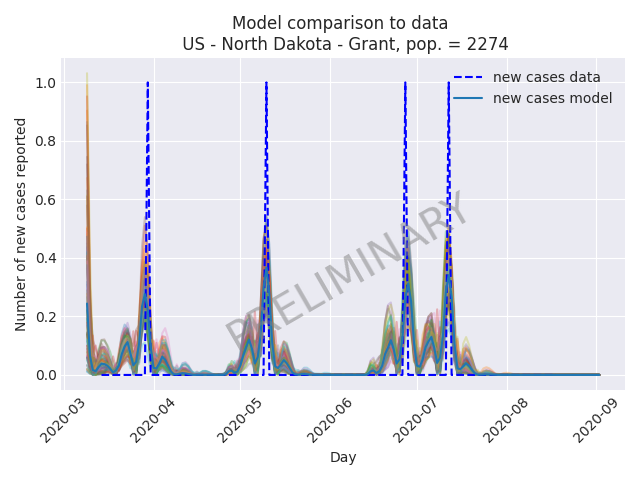 Model comparison to data
US - North Dakota - Grant, pop. = 2274
new cases data
new cases model
Number of new cases reported
1.0
0.8
0.6
0.4
0.2
0.0
PRELIMINARY
2020-03
2020-04
2020-05
2020-06
2020-07
2020-08
2020-09
Day